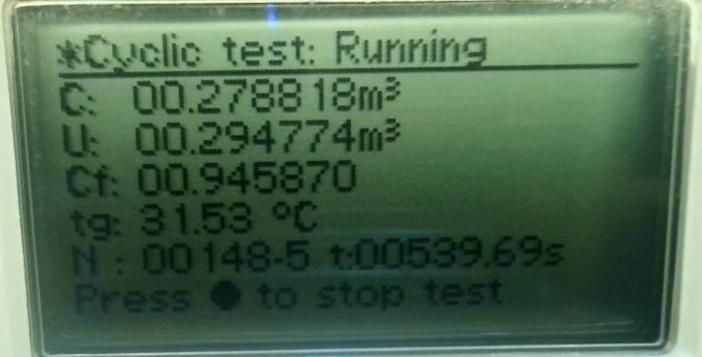 *Cyclic test: Running
C: 00.278818m³
U: 00.294774m³
Cf: 00.945870
tg: 31.53 °C
N : 00148-5 t:00539.69s
Press ● to stop test